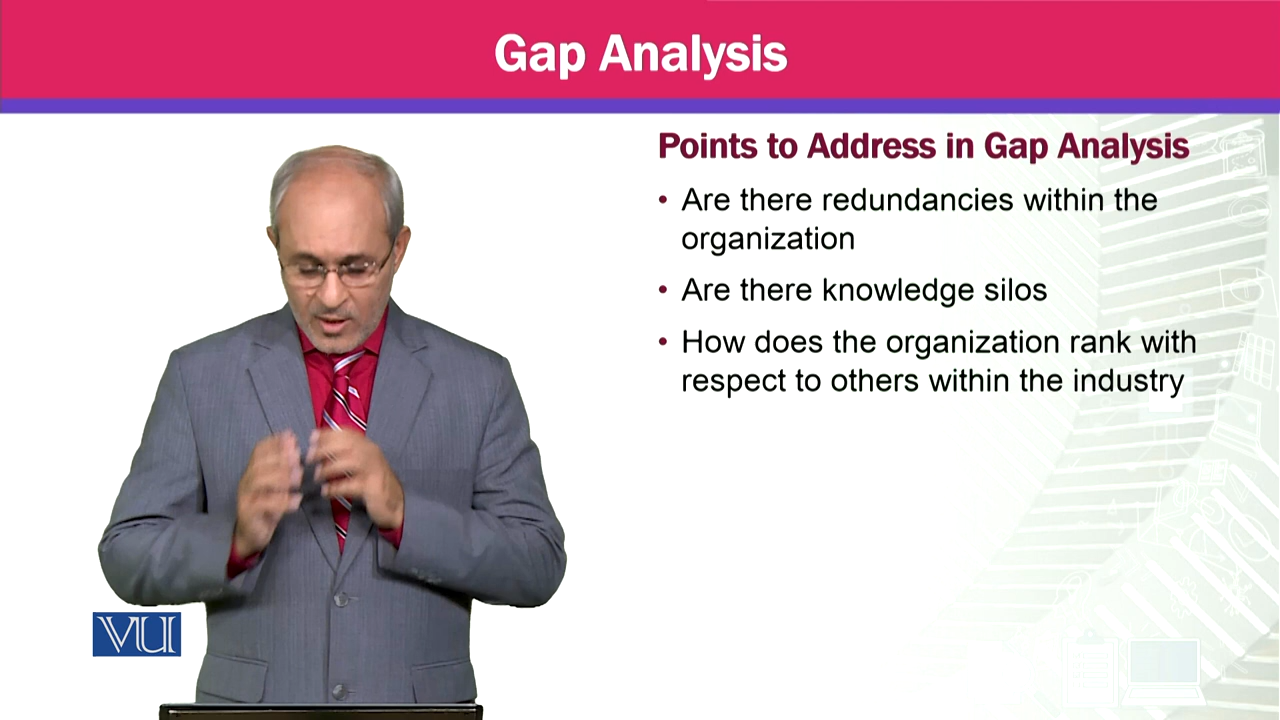 Gap Analysis
Points to Address in Gap Analysis
• Are there redundancies within the
organization
• Are there knowledge silos
• How does the organization rank with
respect to others within the industry
VU